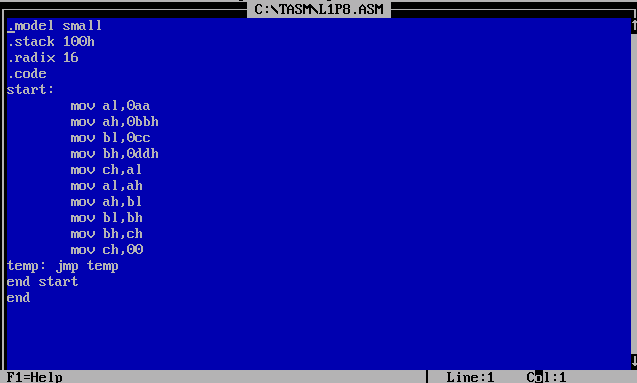 C:\TASM\L1P8.ASM
.model small
.stack 100h
.radix 16
.code
start:
        mov al,0aa
        mov ah,0bbh
        mov bl,0cc
        mov bh,0ddh
        mov ch,al
        mov al,ah
        mov ah,bl
        mov bl,bh
        mov bh,ch
        mov ch,00
temp: jmp temp
end start
end
F1=Help Line:1 Col:1